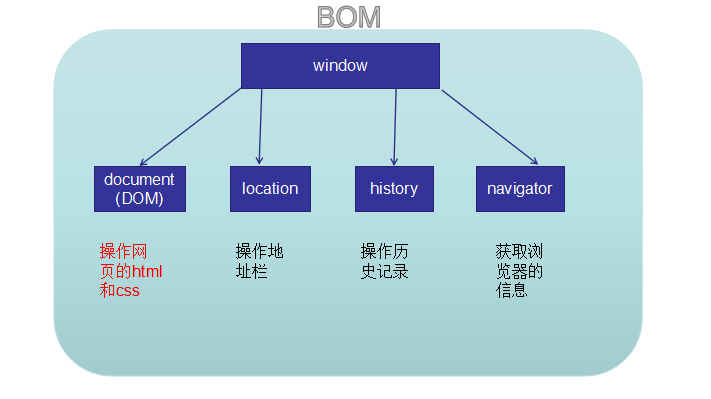 BOM
window
document
(DOM)
location
history
navigator
操作网
页的html
和css
操作地
址栏
操作历
史记录
获取浏
览器的
信息